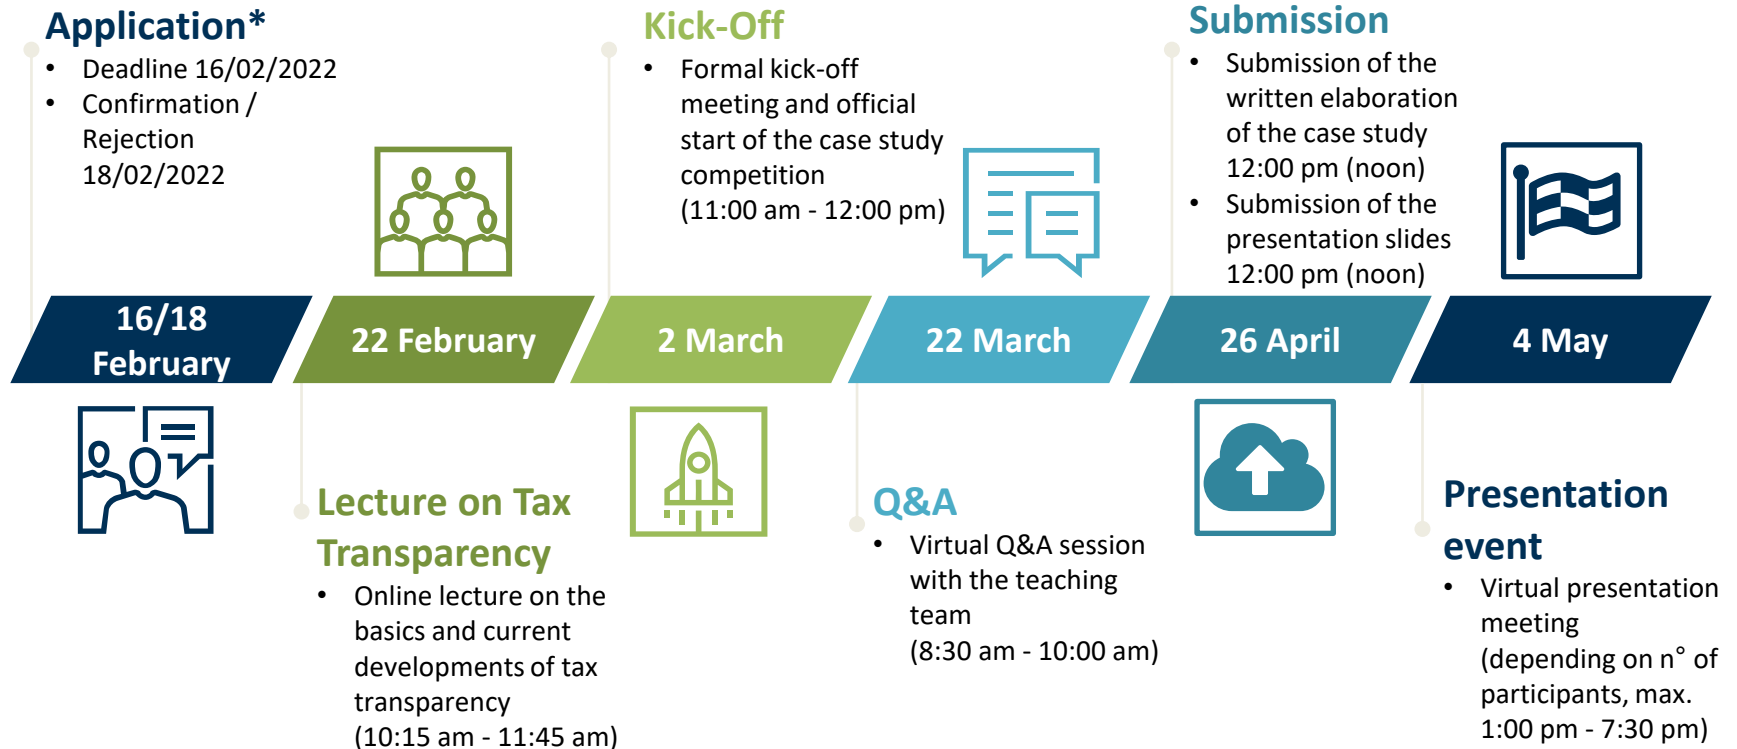 Application*
• Deadline 16/02/2022
• Confirmation /
Rejection
18/02/2022
Kick-Off
• Formal kick-off
meeting and official
start of the case study
competition
(11:00 am - 12:00 pm)
Submission
• Submission of the
written elaboration
of the case study
12:00 pm (noon)
• Submission of the
presentation slides
12:00 pm (noon)
16/18
February
22 February
2 March
22 March
26 April
4 May
Lecture on Tax
Transparency
• Online lecture on the
basics and current
developments of tax
transparency
(10:15 am - 11:45 am)
Q&A
• Virtual Q&A session
with the teaching
team
(8:30 am - 10:00 am)
Presentation
event
• Virtual presentation
meeting
(depending on n° of
participants, max.
1:00 pm - 7:30 pm)